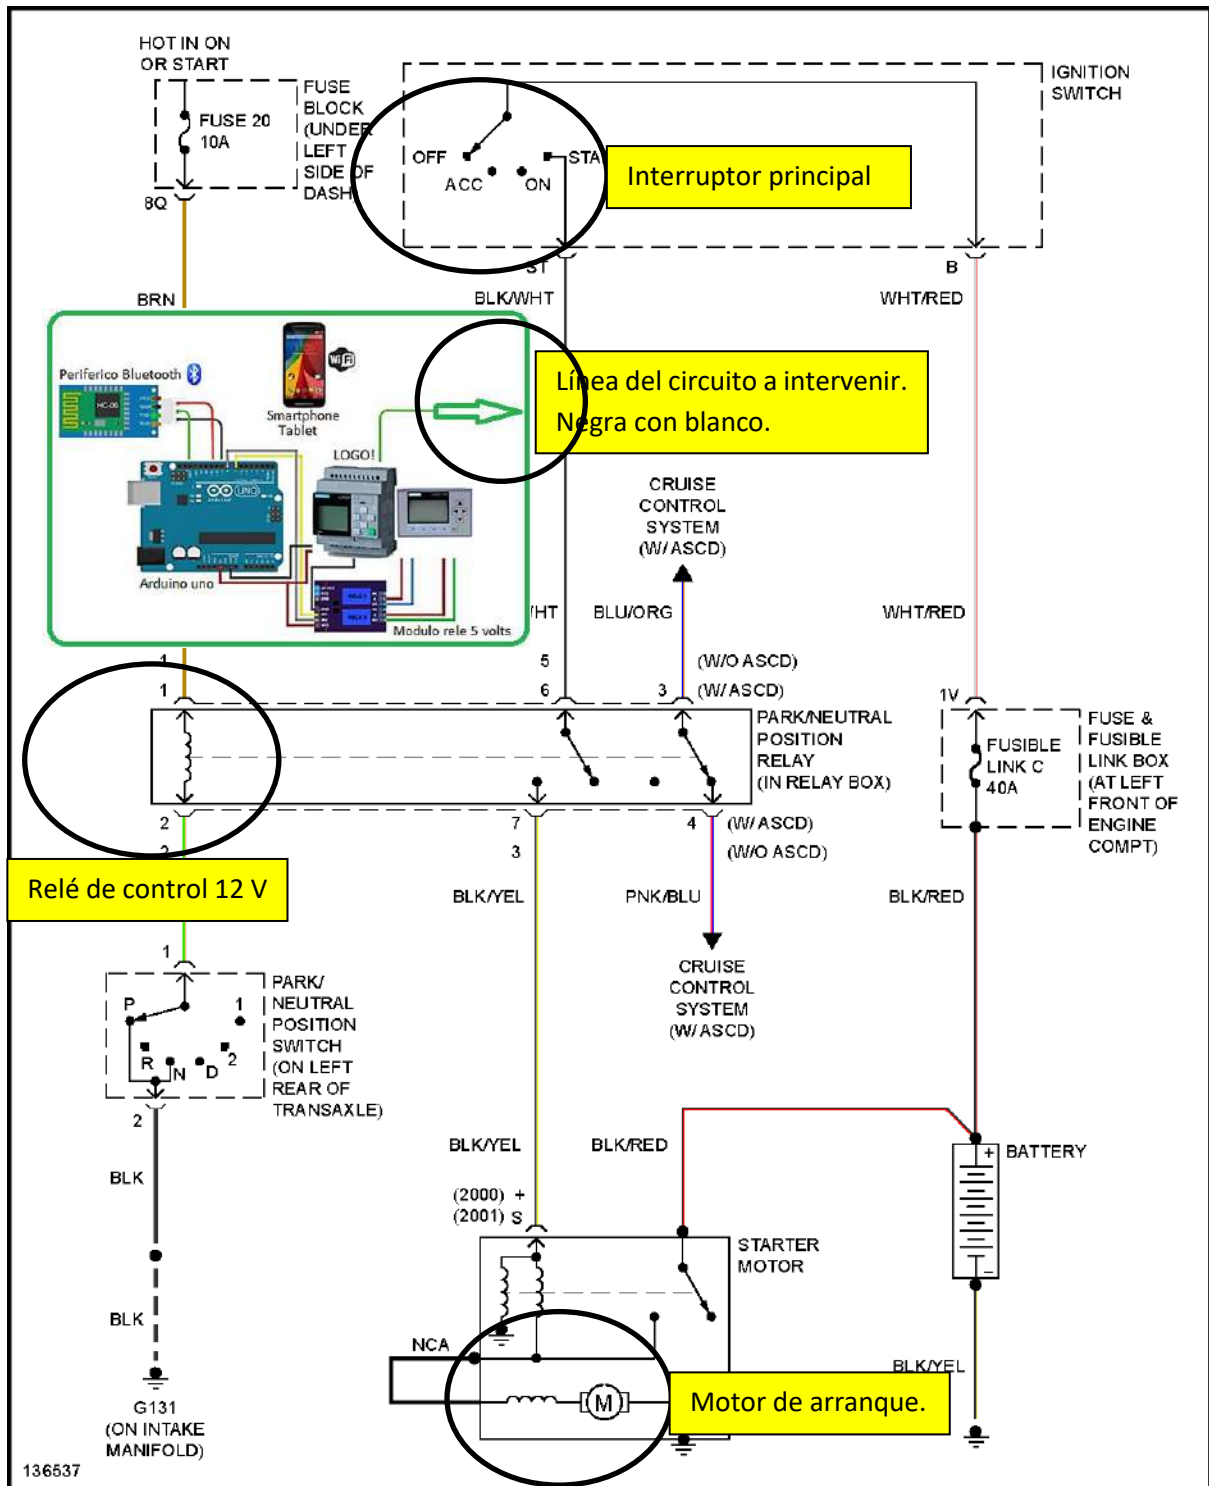 HOT IN ON
OR START
FUSE 20
10A
FUSE
BLOCK
(UNDER
LEFT
SIDE OF
DASH)
8Q
BRN
IGNITION
SWITCH
OFF
ACC
ON
STA
Interruptor principal
ST
B
BLK/WHT
WHT/RED
Periferico Bluetooth
HC-06
Smartphone
Tablet
WiFi
LOGO!
UNO
Arduino uno
Modulo rele 5 volts
Línea del circuito a intervenir.
Negra con blanco.
CRUISE
CONTROL
SYSTEM
(W/ASCD)
/HT
BLU/ORG
WHT/RED
1
5
(W/O ASCD)
1
6
3
(W/ASCD)
1V
PARK/NEUTRAL
POSITION
RELAY
(IN RELAY BOX)
FUSIBLE
LINK C
40A
FUSE &
FUSIBLE
LINK BOX
(AT LEFT
FRONT OF
ENGINE
COMPT)
2
7
4
(W/ASCD)
2
3
(W/O ASCD)
Relé de control 12 V
BLK/YEL
PNK/BLU
BLK/RED
1
CRUISE
CONTROL
SYSTEM
(W/ASCD)
P
R
N
D
2
1
PARK/
NEUTRAL
POSITION
SWITCH
(ON LEFT
REAR OF
TRANSAXLE)
2
BLK
BLK/YEL
BLK/RED
+
BATTERY
–
(2000) +
(2001) S
STARTER
MOTOR
BLK
NCA
M
BLK/YEL
Motor de arranque.
G131
(ON INTAKE
MANIFOLD)
136537